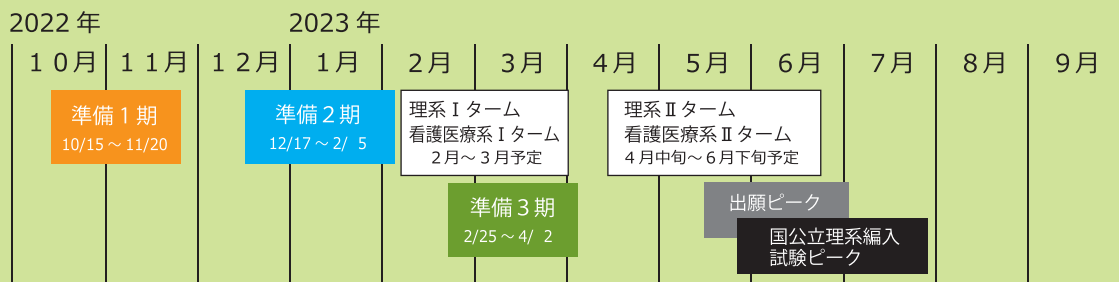 2022 年 2023 年
10月 11月 12月 1月 2月 3月 4月 5月 6月 7月 8月 9月
準備１期
10/15～11/20
準備２期
12/17～2/ 5
理系Ⅰターム
看護医療系Ⅰターム
２月～３月予定
理系Ⅱターム
看護医療系Ⅱターム
４月中旬～６月下旬予定
準備３期
2/25～4/ 2
出願ピーク
国公立理系編入
試験ピーク